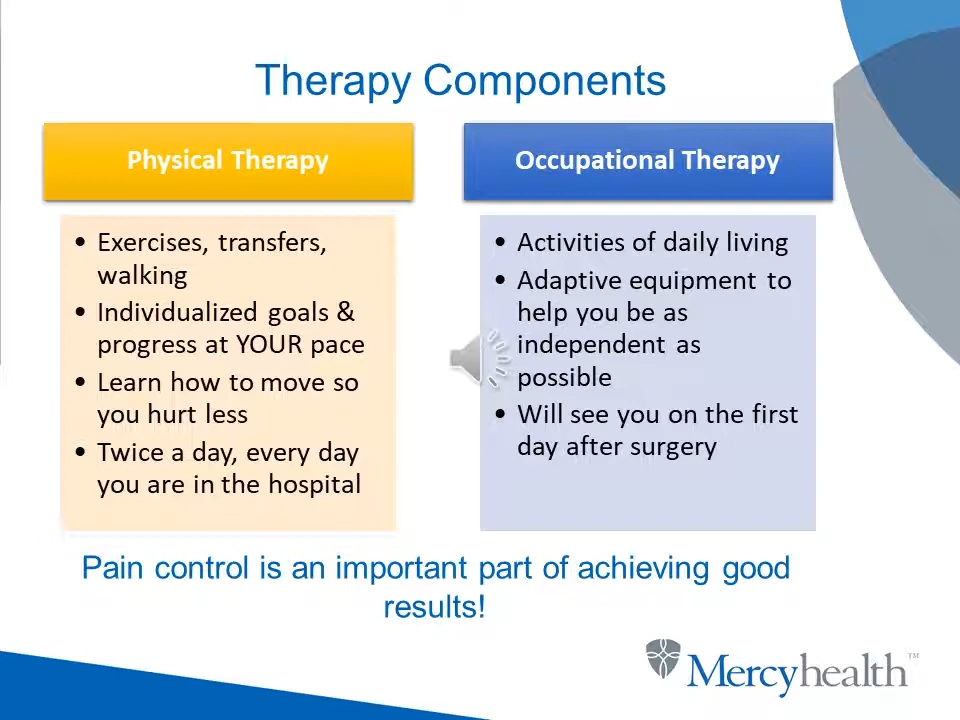 Therapy Components
Physical Therapy
• Exercises, transfers,
walking
• Individualized goals &
progress at YOUR pace
• Learn how to move so
you hurt less
• Twice a day, every day
you are in the hospital
Occupational Therapy
• Activities of daily living
• Adaptive equipment to
help you be as
independent as
possible
• Will see you on the first
day after surgery
Pain control is an important part of achieving good
results!
Mercyhealth™